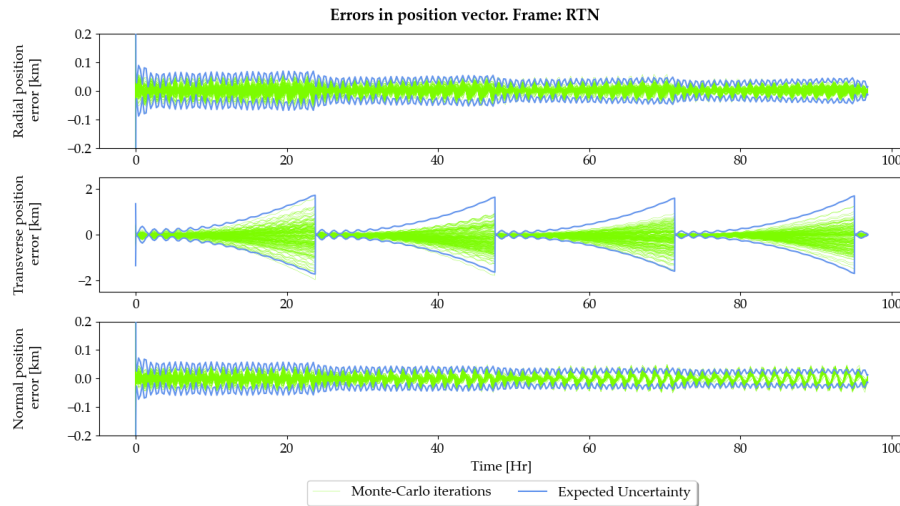 Errors in position vector. Frame: RTN
Radial position
error [km]
0.2
0.1
0.0
−0.1
−0.2
0 20 40 60 80 100
Transverse position
error [km]
2
0
−2
0 20 40 60 80 100
Normal position
error [km]
0.2
0.1
0.0
−0.1
−0.2
0 20 40 60 80 100
Time [Hr]
Monte-Carlo iterations Expected Uncertainty